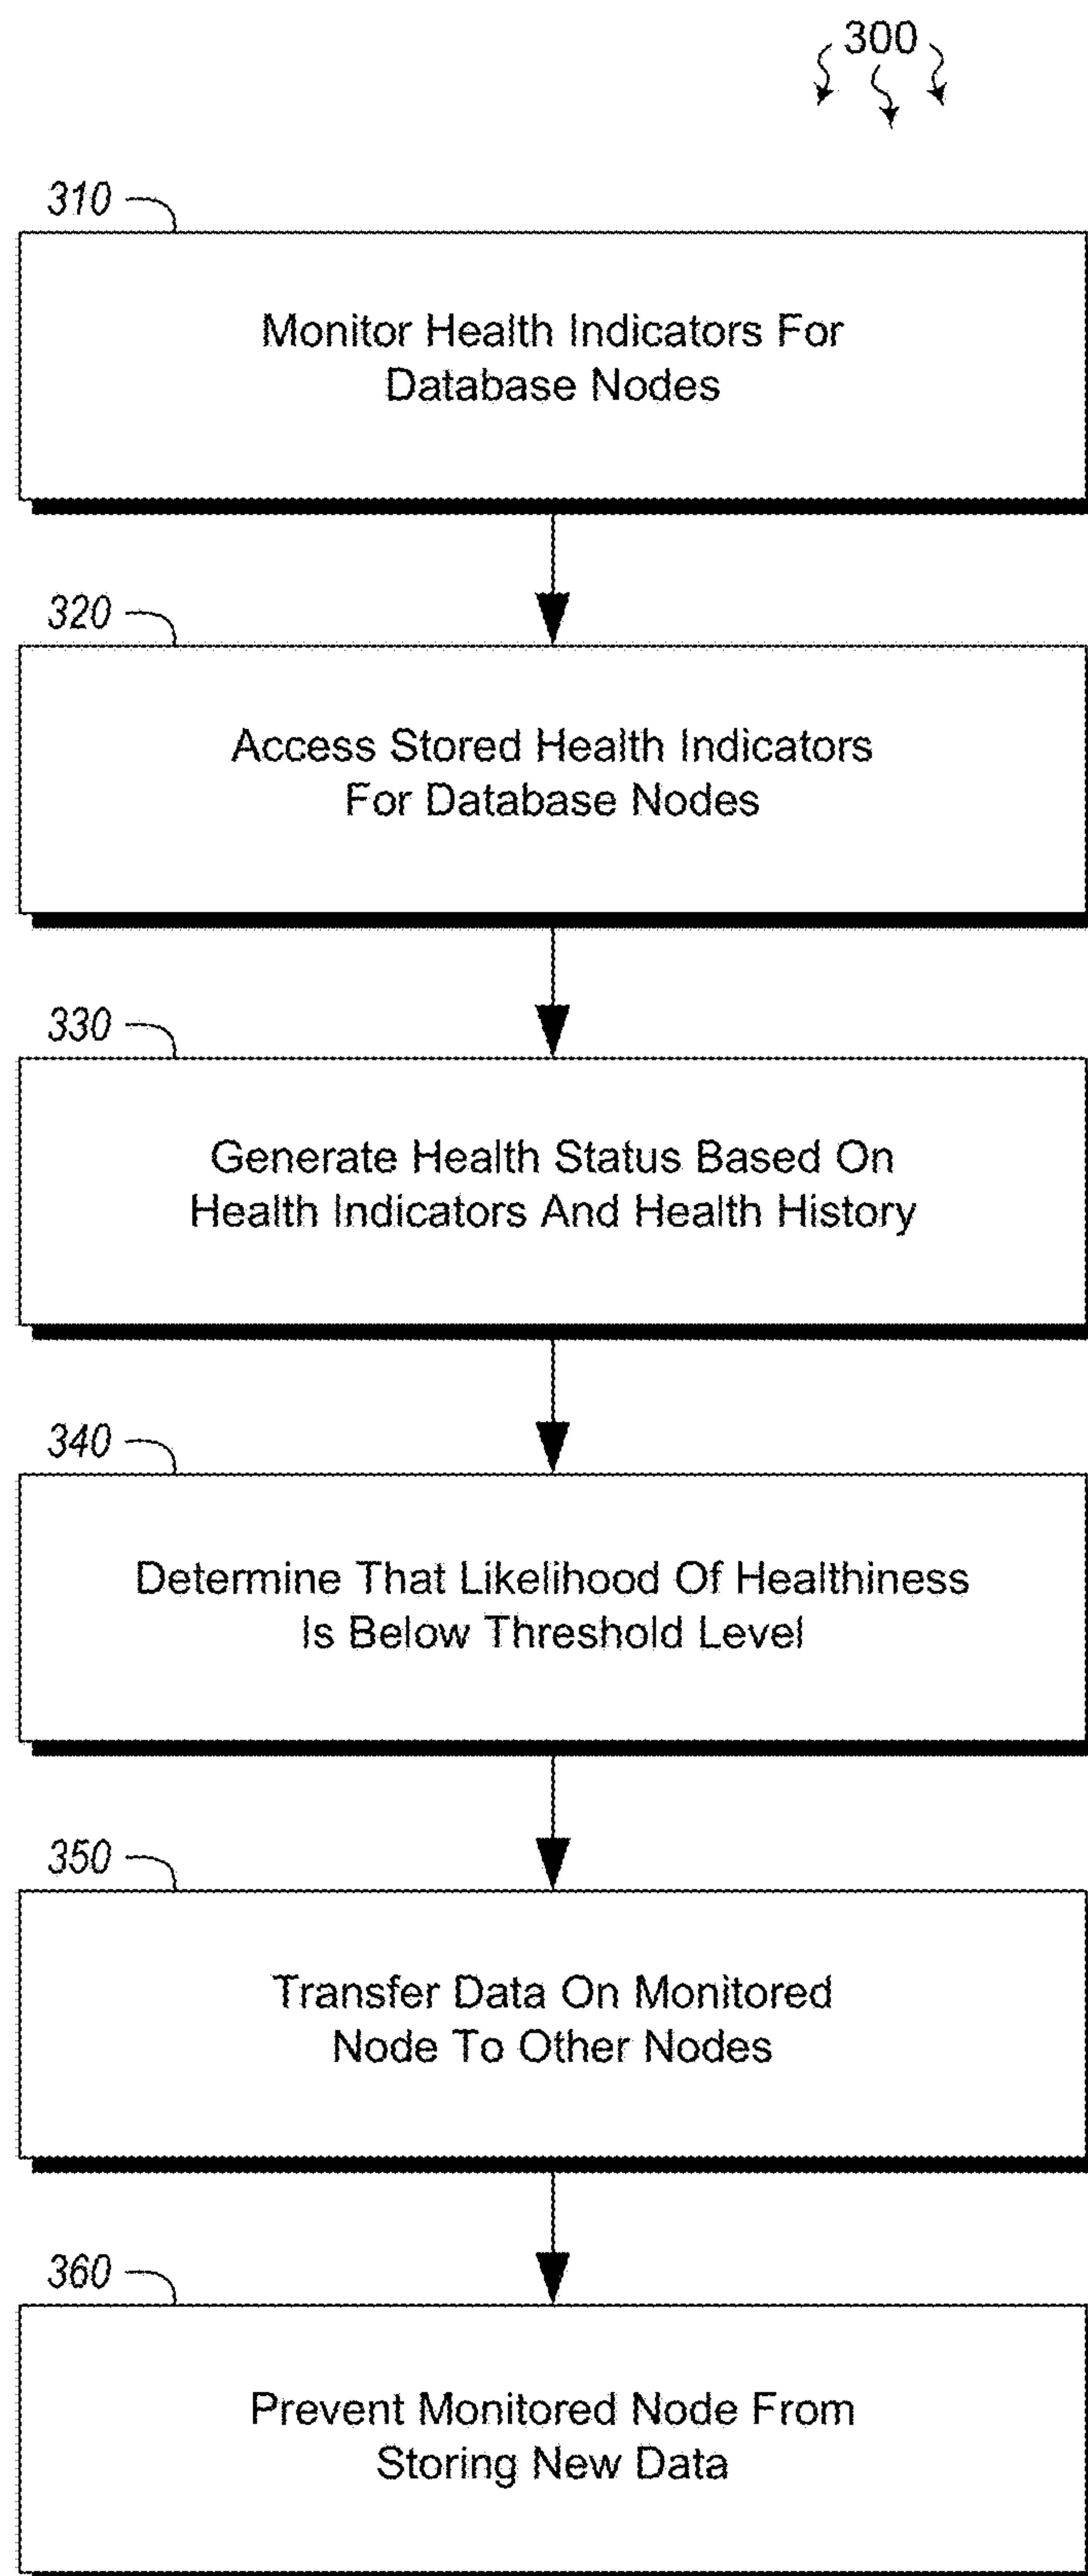 300
310
Monitor Health Indicators For
Database Nodes
320
Access Stored Health Indicators
For Database Nodes
330
Generate Health Status Based On
Health Indicators And Health History
340
Determine That Likelihood Of Healthiness
Is Below Threshold Level
350
Transfer Data On Monitored
Node To Other Nodes
360
Prevent Monitored Node From
Storing New Data